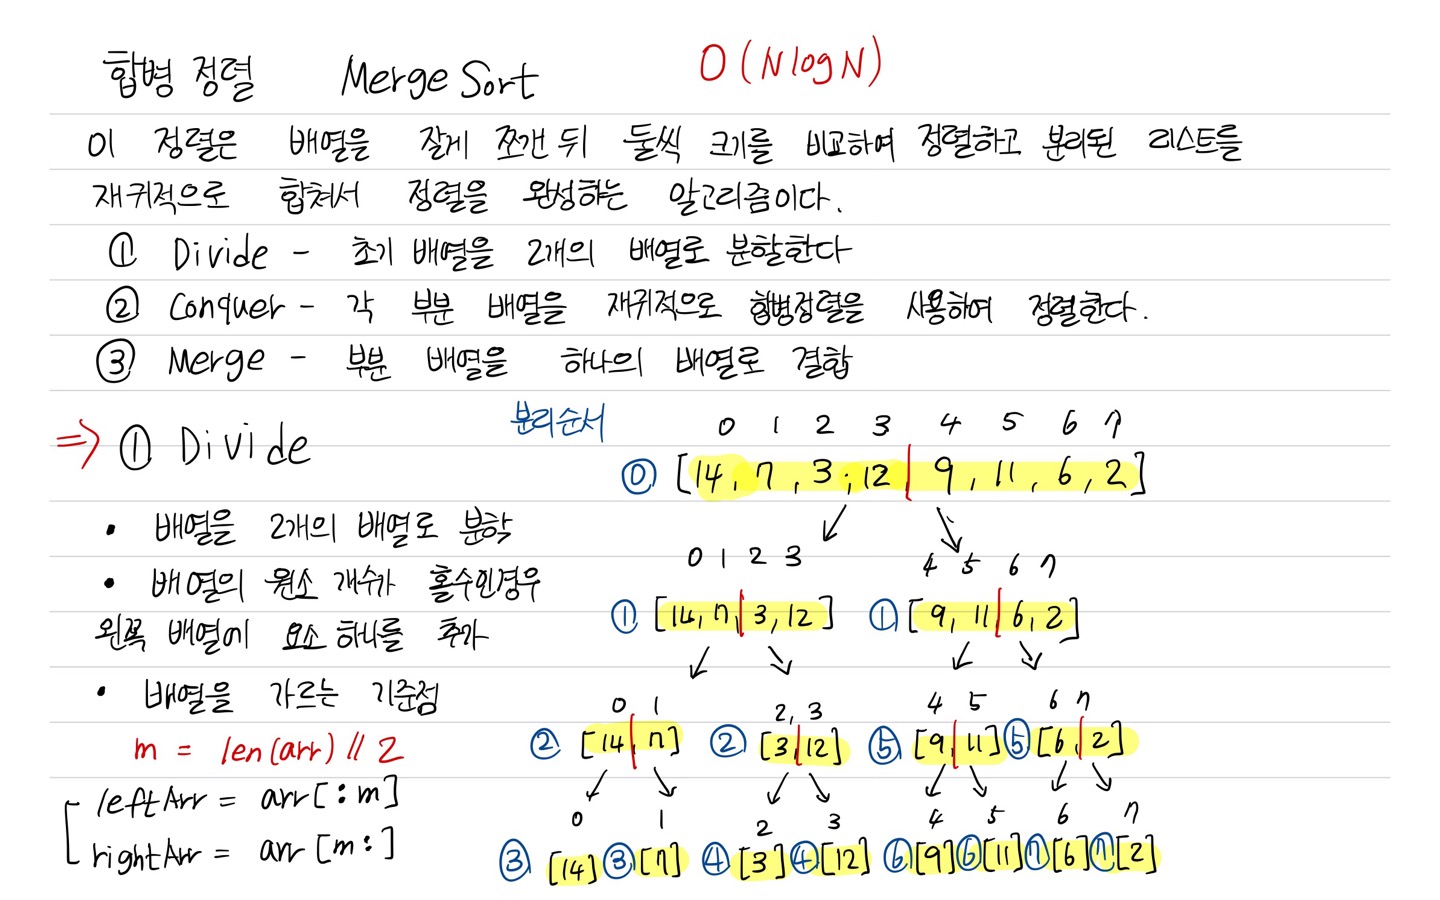 합병 정렬 Merge Sort O(NlogN)
이 정렬은 배열을 잘게 쪼갠 뒤 둘씩 크기를 비교하여 정렬하고 분리된 리스트를
재귀적으로 합쳐서 정렬을 완성하는 알고리즘이다.
① Divide - 초기 배열을 2개의 배열로 분할한다
② Conquer - 각 부분 배열을 재귀적으로 합병정렬을 사용하여 정렬한다.
③ Merge - 부분 배열을 하나의 배열로 결합
⇒ ① Divide
• 배열을 2개의 배열로 분할
• 배열의 원소 개수가 홀수인경우
왼쪽 배열에 요소 하나를 추가
• 배열을 가르는 기준점
m = len(arr) // 2
leftArr = arr[:m]
rightArr = arr[m:]
분리순서
0 1 2 3 4 5 6 7
⓪ [14, 7, 3, 12 | 9, 11, 6, 2]
0 1 2 3 4 5 6 7
① [14, 7, | 3, 12] ① [9, 11 | 6, 2]
0 1 2, 3 4 5 6 7
② [14 | 7] ② [3 | 12] ⑤ [9 | 11] ⑤ [6, | 2]
0 1 2 3 4 5 6 7
③ [14] ③ [7] ④ [3] ④ [12] ⑥ [9] ⑥ [11] ⑦ [6] ⑦ [2]